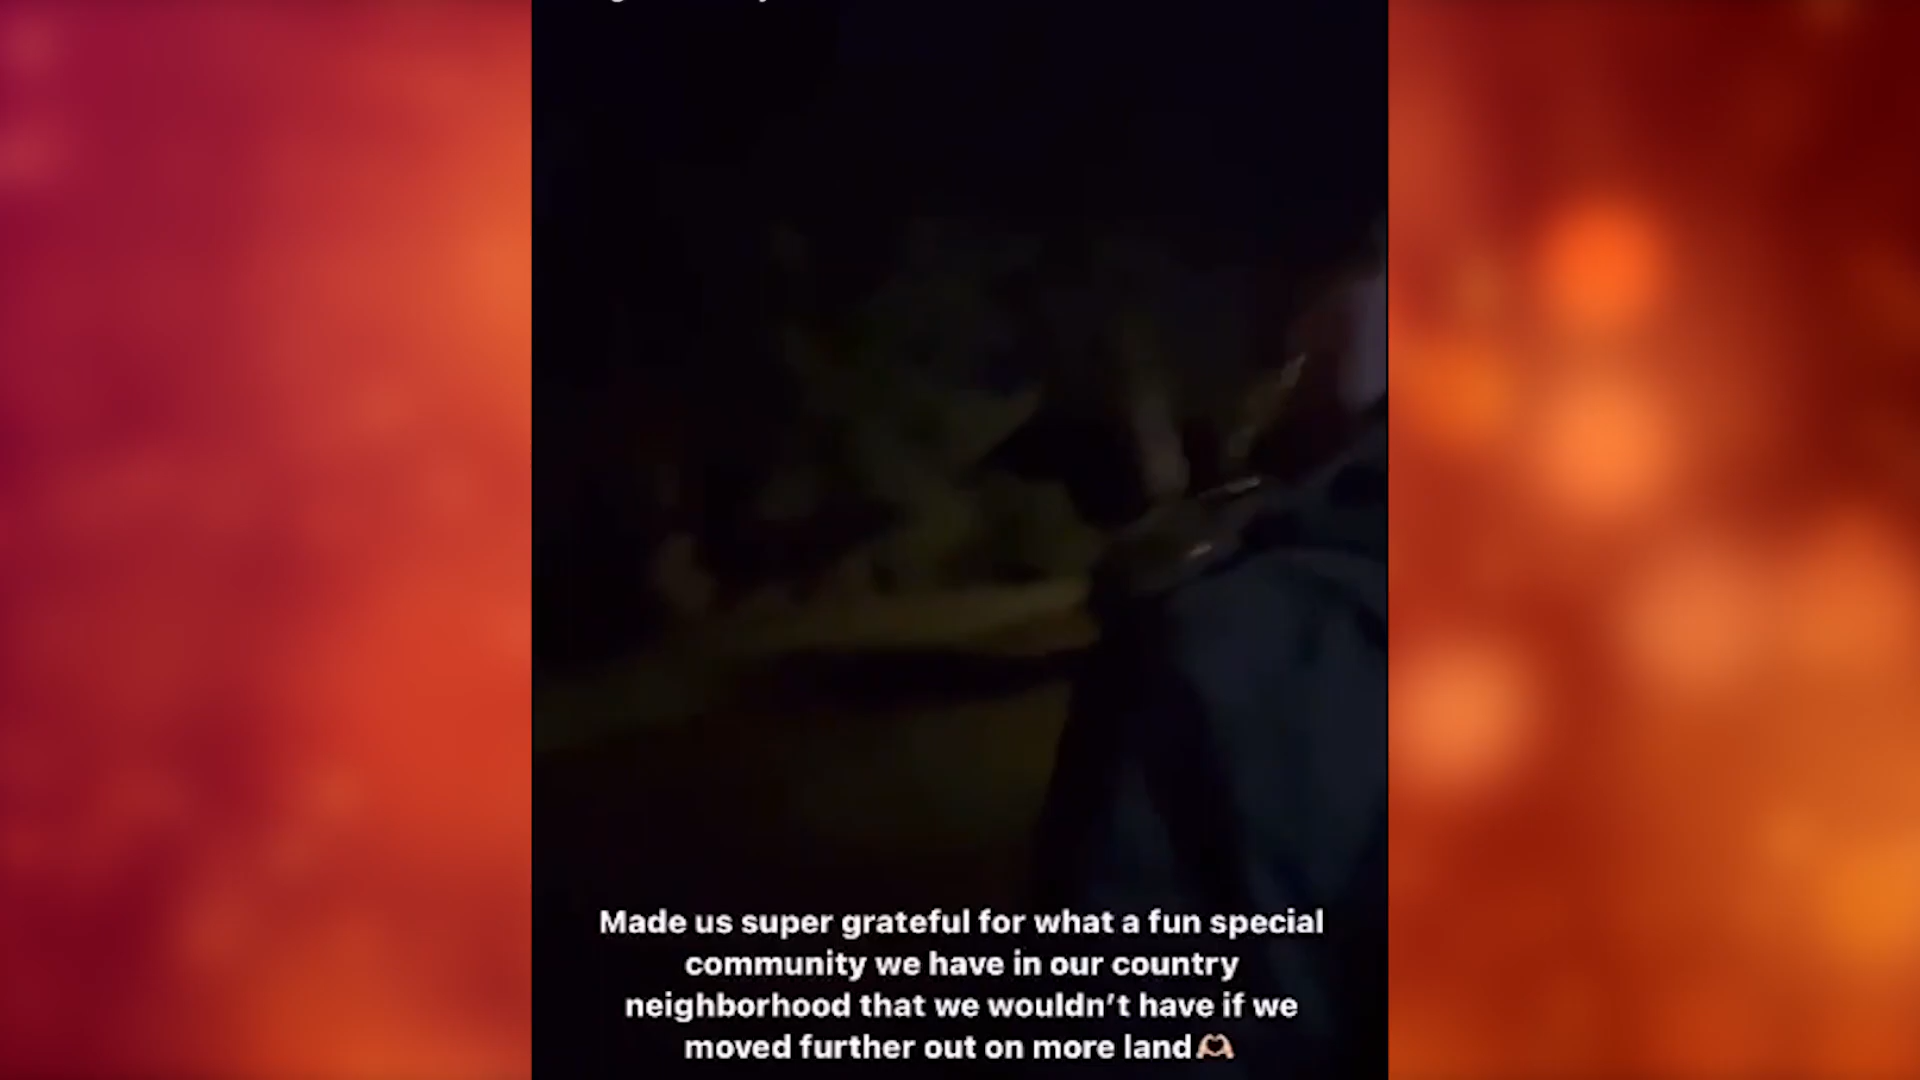 Made us super grateful for what a fun special
community we have in our country
neighborhood that we wouldn't have if we
moved further out on more land🫶🏼